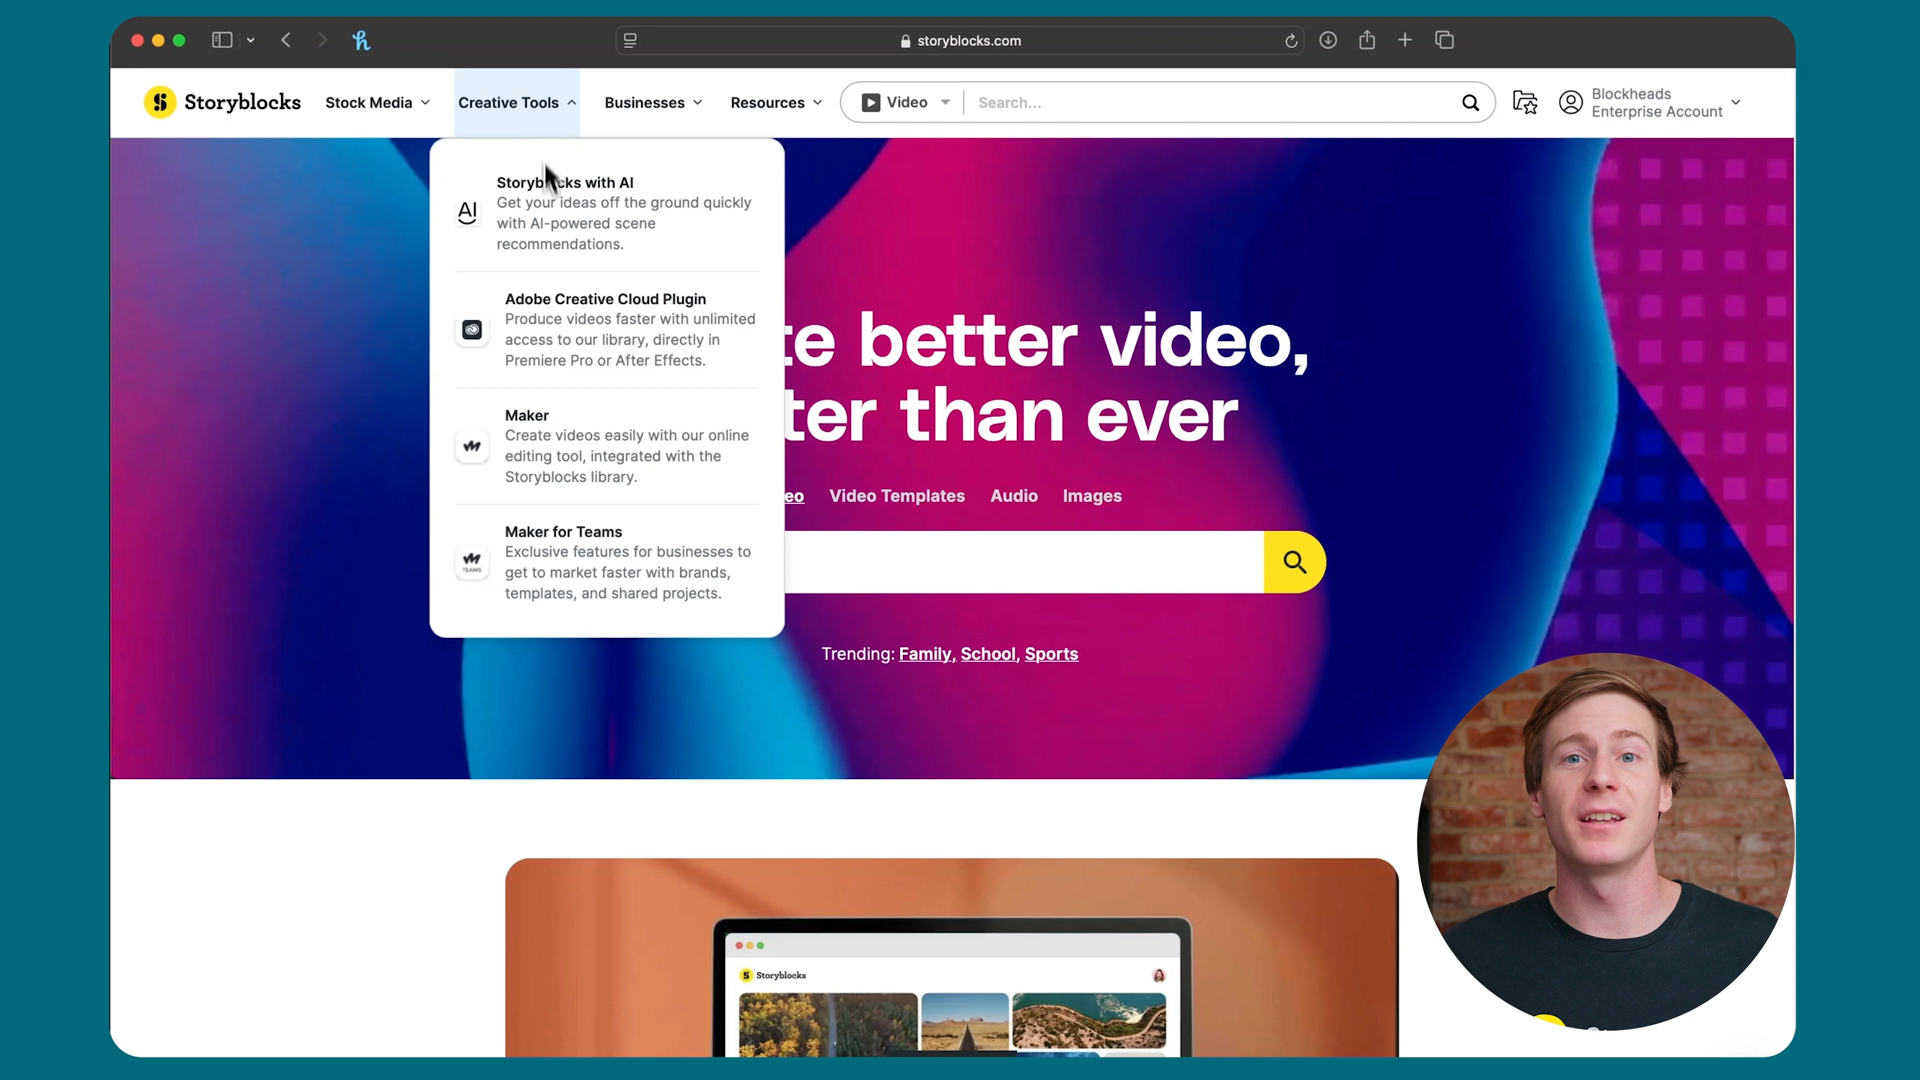 storyblocks.com
Storyblocks
Stock Media
Creative Tools
Businesses
Resources
Video
Search...
Blockheads
Enterprise Account
Storyblocks with AI
Get your ideas off the ground quickly
with AI-powered scene
recommendations.
AI
Adobe Creative Cloud Plugin
Produce videos faster with unlimited
access to our library, directly in
Premiere Pro or After Effects.
Maker
Create videos easily with our online
editing tool, integrated with the
Storyblocks library.
Maker for Teams
Exclusive features for businesses to
get to market faster with brands,
templates, and shared projects.
TEAMS
te better video,
ter than ever
eo
Video Templates
Audio
Images
Trending: Family, School, Sports
Storyblocks